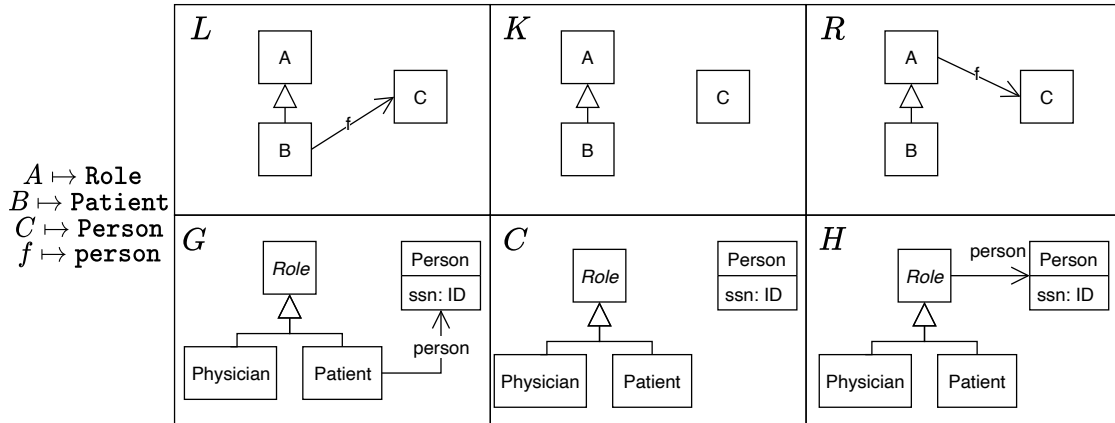 L
A
f
C
B
K
A
C
B
R
A
f
C
B
A ↦ Role
B ↦ Patient
C ↦ Person
f ↦ person
G
Role
Person
ssn: ID
person
Physician
Patient
C
Role
Person
ssn: ID
Physician
Patient
H
Role
person
Person
ssn: ID
Physician
Patient